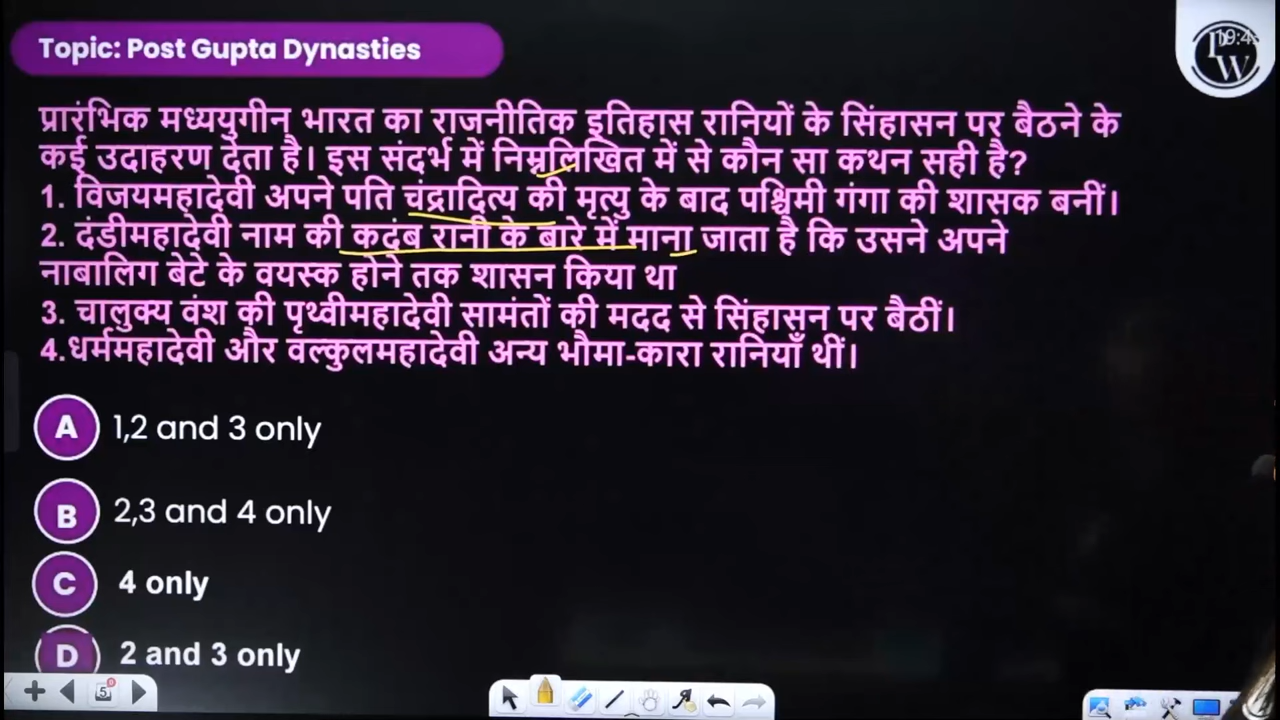 Topic: Post Gupta Dynasties
प्रारंभिक मध्ययुगीन भारत का राजनीतिक इतिहास रानियों के सिंहासन पर बैठने के
कई उदाहरण देता है। इस संदर्भ में निम्नलिखित में से कौन सा कथन सही है?
1. विजयमहादेवी अपने पति चंद्रादित्य की मृत्यु के बाद पश्चिमी गंगा की शासक बनीं।
2. दंडीमहादेवी नाम की कदंब रानी के बारे में माना जाता है कि उसने अपने
नाबालिग बेटे के वयस्क होने तक शासन किया था
3. चालुक्य वंश की पृथ्वीमहादेवी सामंतों की मदद से सिंहासन पर बैठीं।
4.धर्ममहादेवी और वल्कुलमहादेवी अन्य भौमा-कारा रानियाँ थीं।
A 1,2 and 3 only
B 2,3 and 4 only
C 4 only
D 2 and 3 only